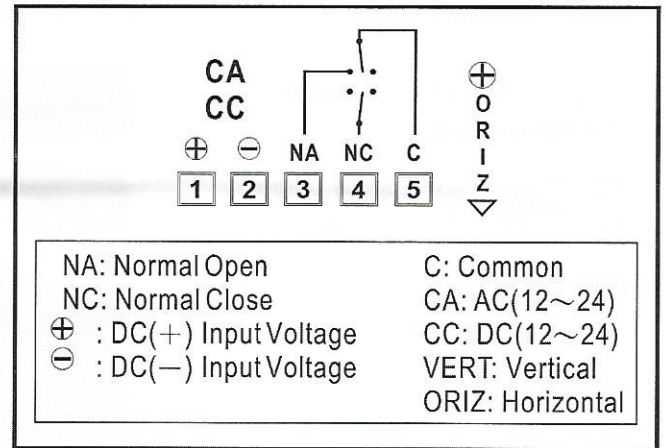 CA
CC
⊕ ⊖ NA NC C
1 2 3 4 5
ORIZ
NA: Normal Open
NC: Normal Close
⊕ : DC(+) Input Voltage
⊖ : DC(−) Input Voltage
C: Common
CA: AC(12～24)
CC: DC(12～24)
VERT: Vertical
ORIZ: Horizontal